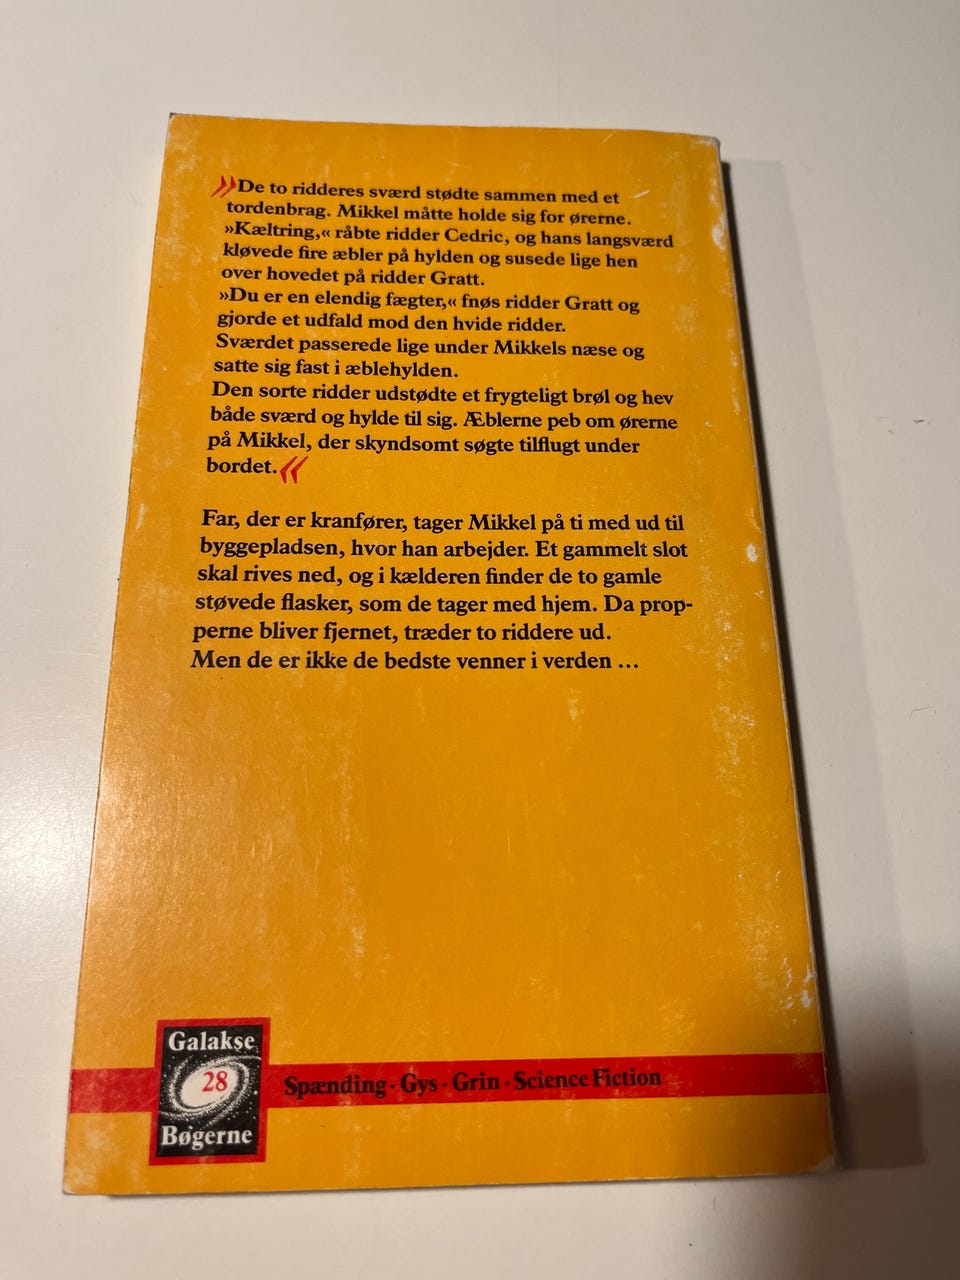 »De to ridderes sværd stødte sammen med et
tordenbrag. Mikkel måtte holde sig for ørerne.
»Kæltring,« råbte ridder Cedric, og hans langsværd
kløvede fire æbler på hylden og susede lige hen
over hovedet på ridder Gratt.
»Du er en elendig fægter,« fnøs ridder Gratt og
gjorde et udfald mod den hvide ridder.
Sværdet passerede lige under Mikkels næse og
satte sig fast i æblehylden.
Den sorte ridder udstødte et frygteligt brøl og hev
både sværd og hylde til sig. Æblerne peb om ørerne
på Mikkel, der skyndsomt søgte tilflugt under
bordet.«
Far, der er kranfører, tager Mikkel på ti med ud til
byggepladsen, hvor han arbejder. Et gammelt slot
skal rives ned, og i kælderen finder de to gamle
støvede flasker, som de tager med hjem. Da prop-
perne bliver fjernet, træder to riddere ud.
Men de er ikke de bedste venner i verden ...
Galakse
28
Bøgerne
Spænding · Gys · Grin · Science Fiction